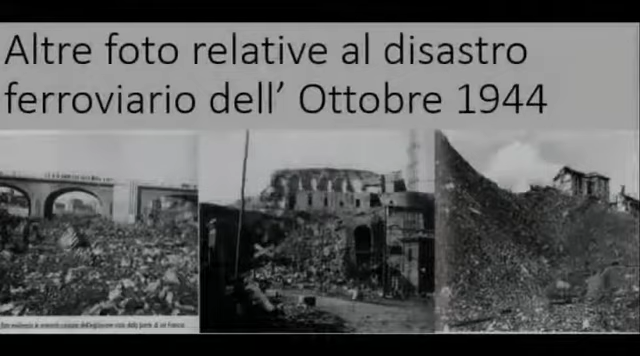 Altre foto relative al disastro
ferroviario dell' Ottobre 1944